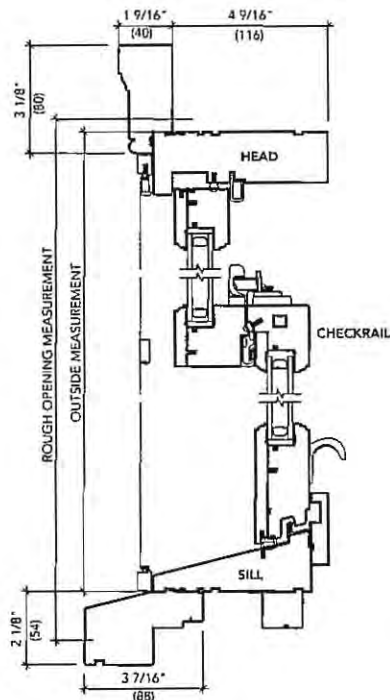 1 9/16"
(40)
4 9/16"
(116)
3 1/8"
(80)
HEAD
ROUGH OPENING MEASUREMENT
OUTSIDE MEASUREMENT
CHECKRAIL
SILL
2 1/8"
(54)
3 7/16"
(88)